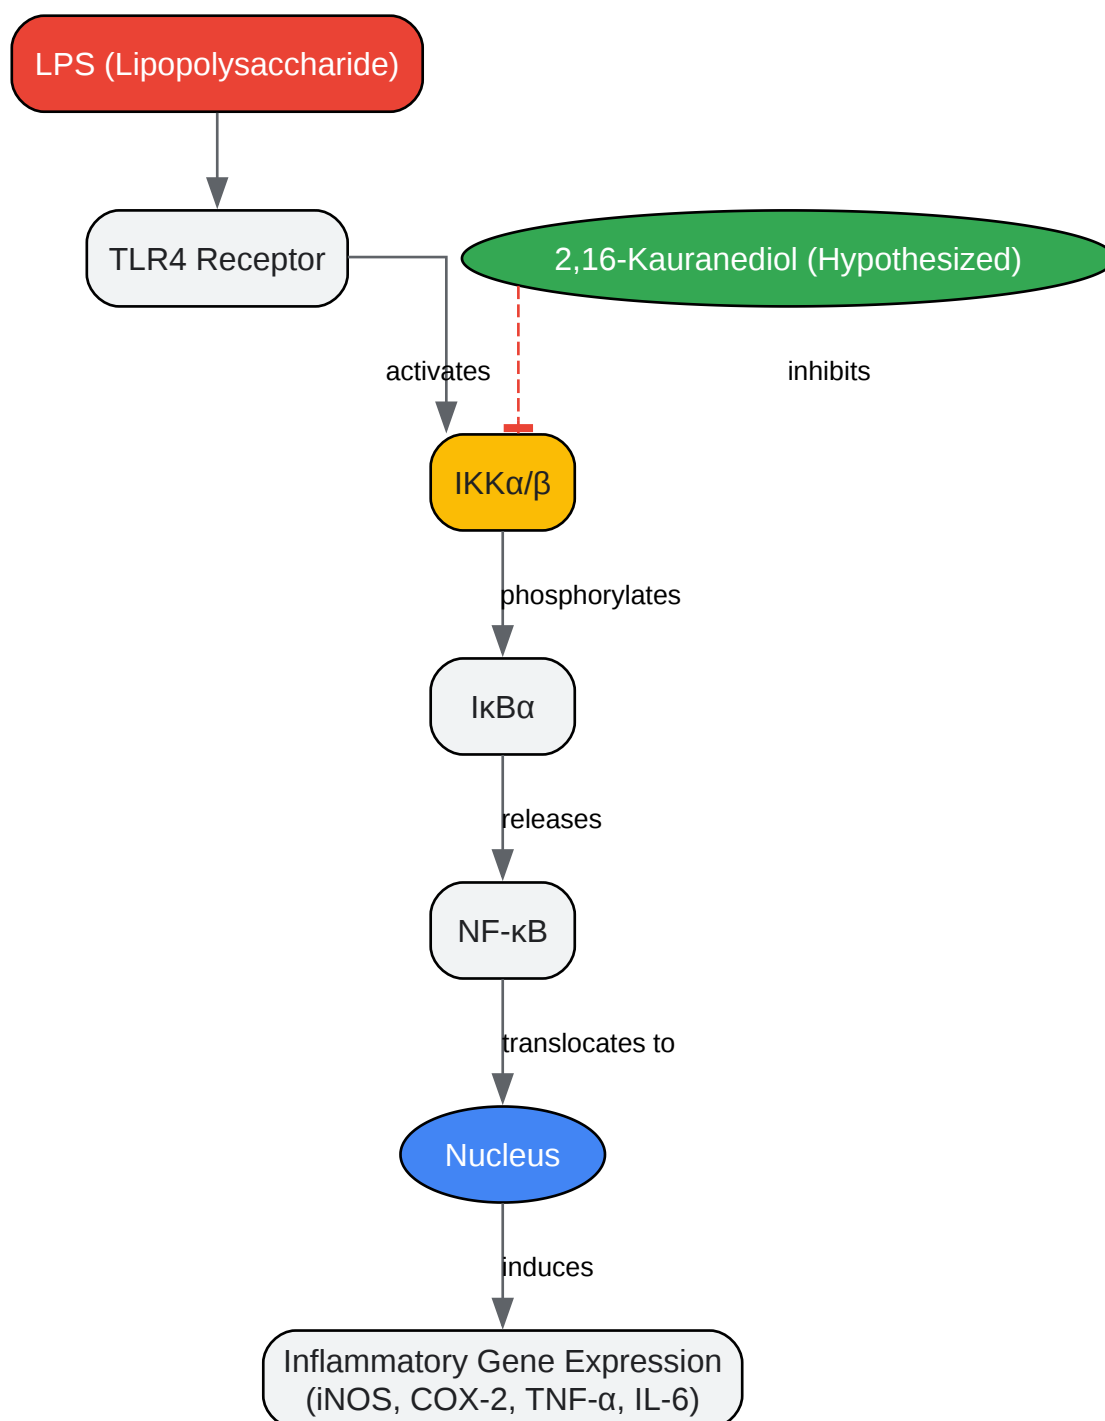 LPS (Lipopolysaccharide)
TLR4 Receptor
2,16-Kauranediol (Hypothesized)
activates
inhibits
IKKα/β
phosphorylates
IκBα
releases
NF-κB
translocates to
Nucleus
induces
Inflammatory Gene Expression
(iNOS, COX-2, TNF-α, IL-6)